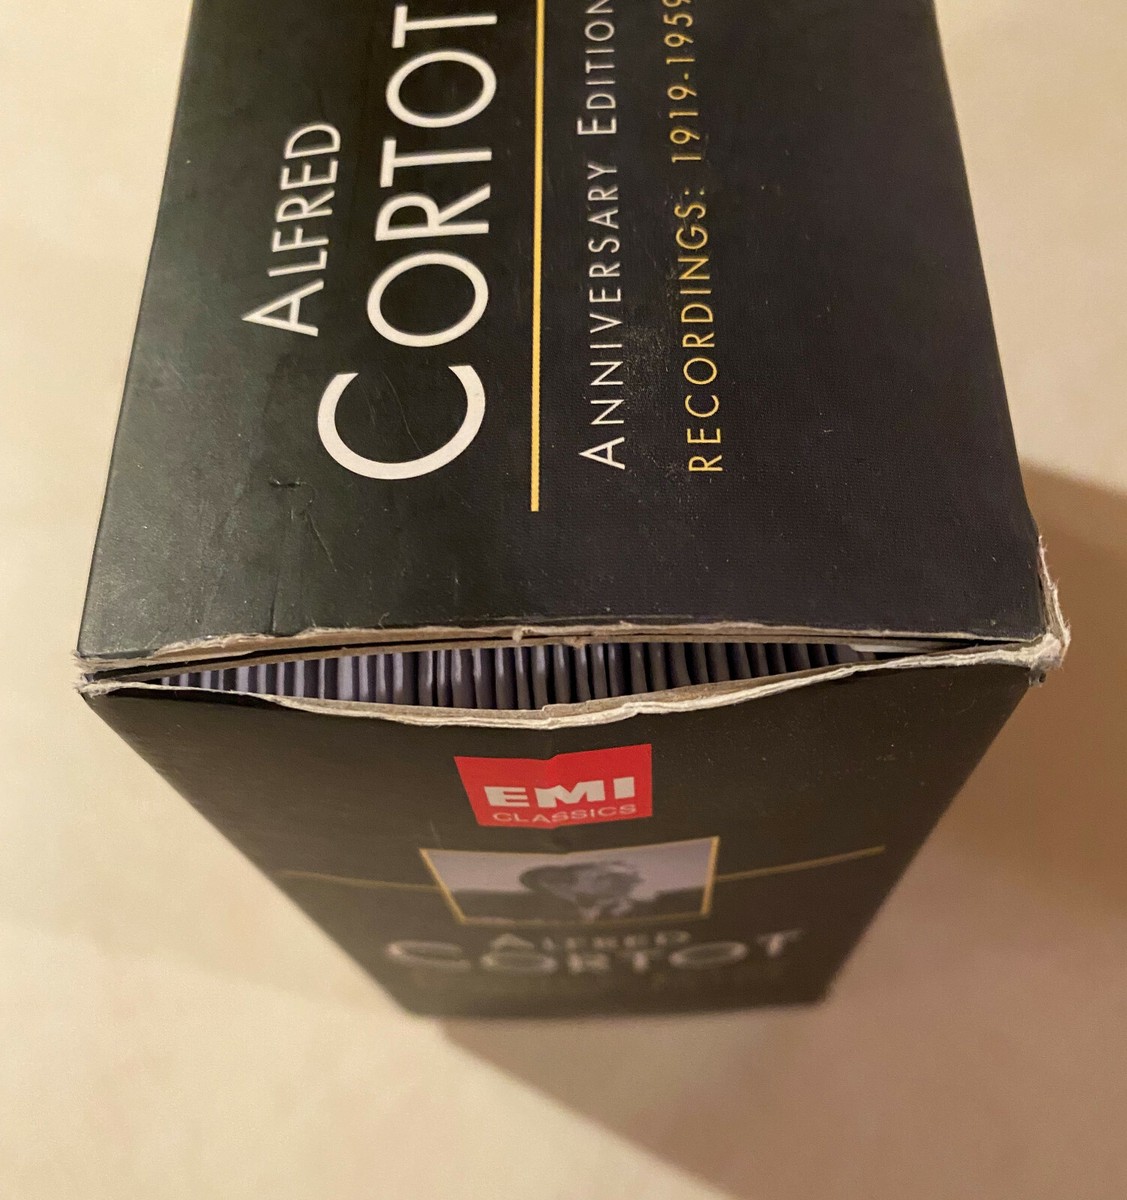 ALFRED
CORTOT
ANNIVERSARY EDITION
RECORDINGS: 1919-1959
EMI
CLASSICS
ALFRED
CORTOT